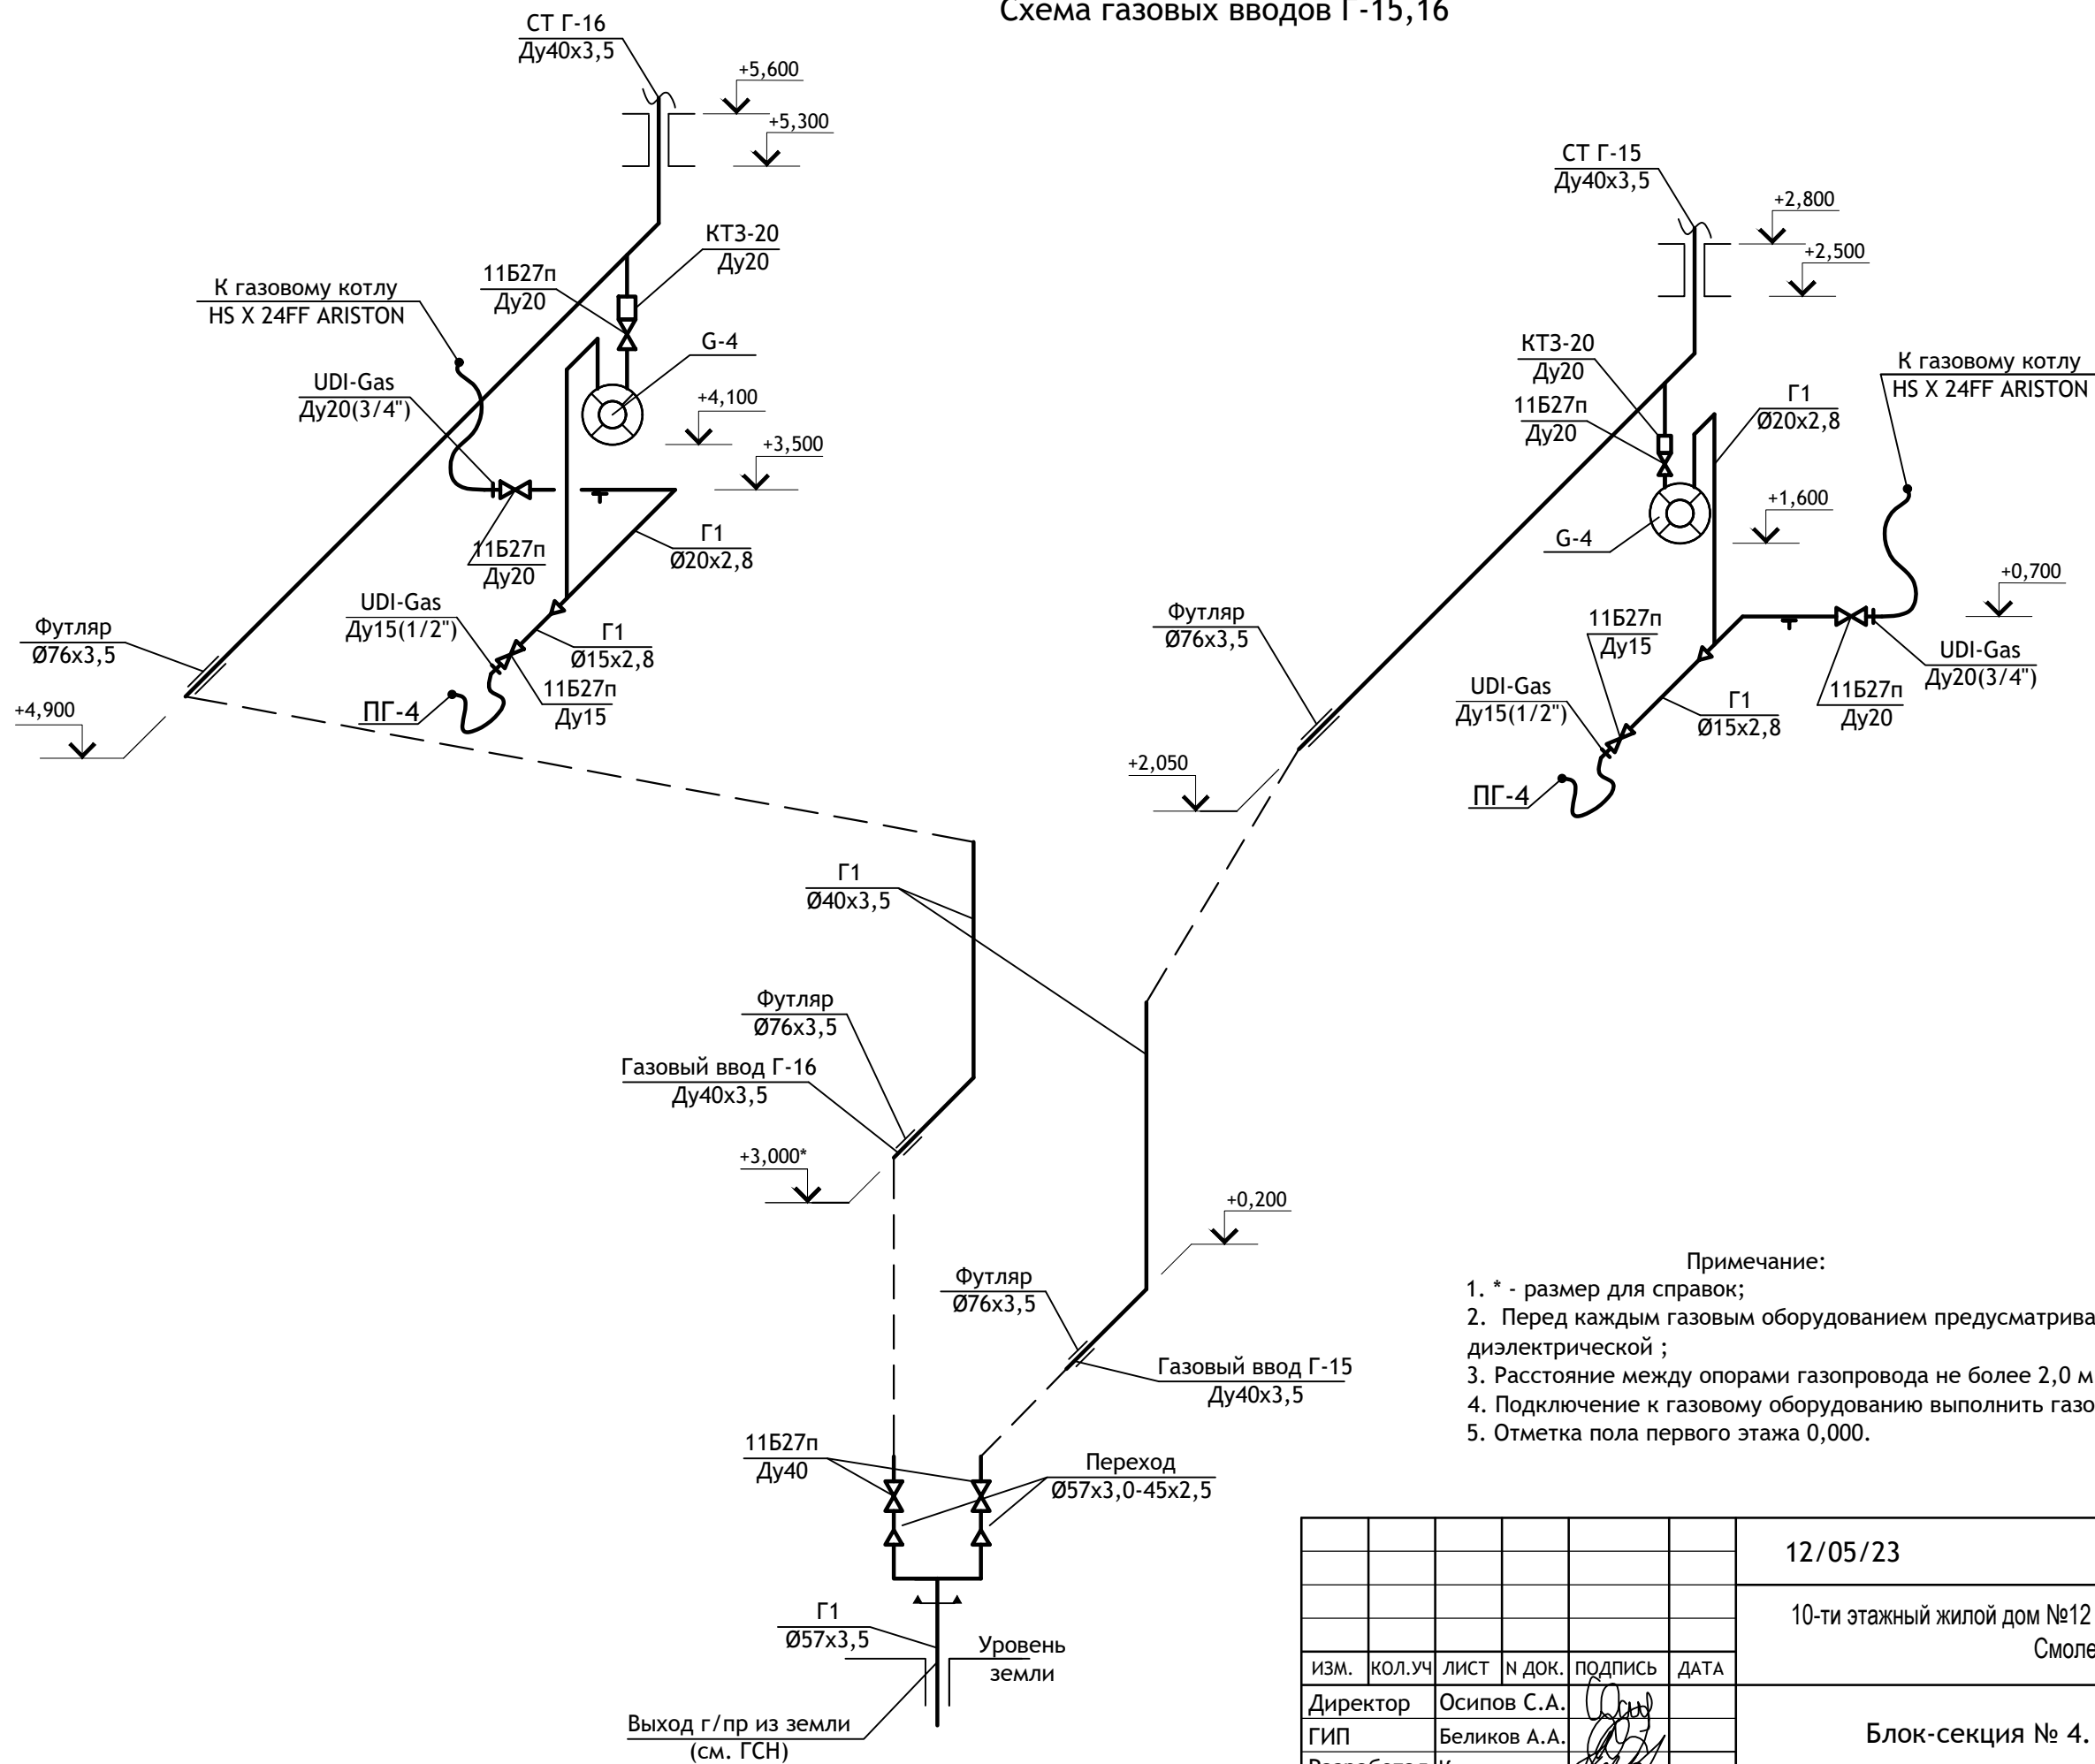 Схема газовых вводов Г-15,16
СТ Г-16
Ду40х3,5
+5,600
+5,300
КТЗ-20
Ду20
11Б27п
Ду20
К газовому котлу
HS X 24FF ARISTON
G-4
UDI-Gas
Ду20(3/4")
+4,100
+3,500
11Б27п
Ду20
Г1
Ø20х2,8
UDI-Gas
Ду15(1/2")
Г1
Ø15х2,8
Футляр
Ø76х3,5
11Б27п
Ду15
ПГ-4
+4,900
СТ Г-15
Ду40х3,5
+2,800
+2,500
КТЗ-20
Ду20
11Б27п
Ду20
Г1
Ø20х2,8
К газовому котлу
HS X 24FF ARISTON
G-4
+1,600
+0,700
Футляр
Ø76х3,5
11Б27п
Ду15
UDI-Gas
Ду20(3/4")
UDI-Gas
Ду15(1/2")
Г1
Ø15х2,8
11Б27п
Ду20
+2,050
ПГ-4
Г1
Ø40х3,5
Футляр
Ø76х3,5
Газовый ввод Г-16
Ду40х3,5
+3,000*
+0,200
Футляр
Ø76х3,5
Газовый ввод Г-15
Ду40х3,5
11Б27п
Ду40
Переход
Ø57х3,0-45х2,5
Г1
Ø57х3,5
Уровень
земли
Выход г/пр из земли
(см. ГСН)
Примечание:
1. * - размер для справок;
2. Перед каждым газовым оборудованием предусматрива
диэлектрической ;
3. Расстояние между опорами газопровода не более 2,0 м
4. Подключение к газовому оборудованию выполнить газо
5. Отметка пола первого этажа 0,000.
12/05/23
10-ти этажный жилой дом №12
Смоле
ИЗМ. КОЛ.УЧ ЛИСТ N ДОК. ПОДПИСЬ ДАТА
Директор Осипов С.А.
ГИП Беликов А.А.
Блок-секция № 4.